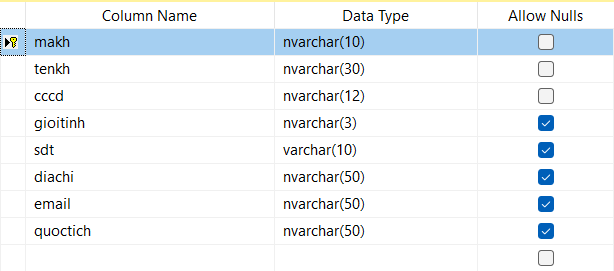 Column Name Data Type Allow Nulls
makh nvarchar(10)
tenkh nvarchar(30)
cccd nvarchar(12)
gioitinh nvarchar(3)
sdt varchar(10)
diachi nvarchar(50)
email nvarchar(50)
quoctich nvarchar(50)